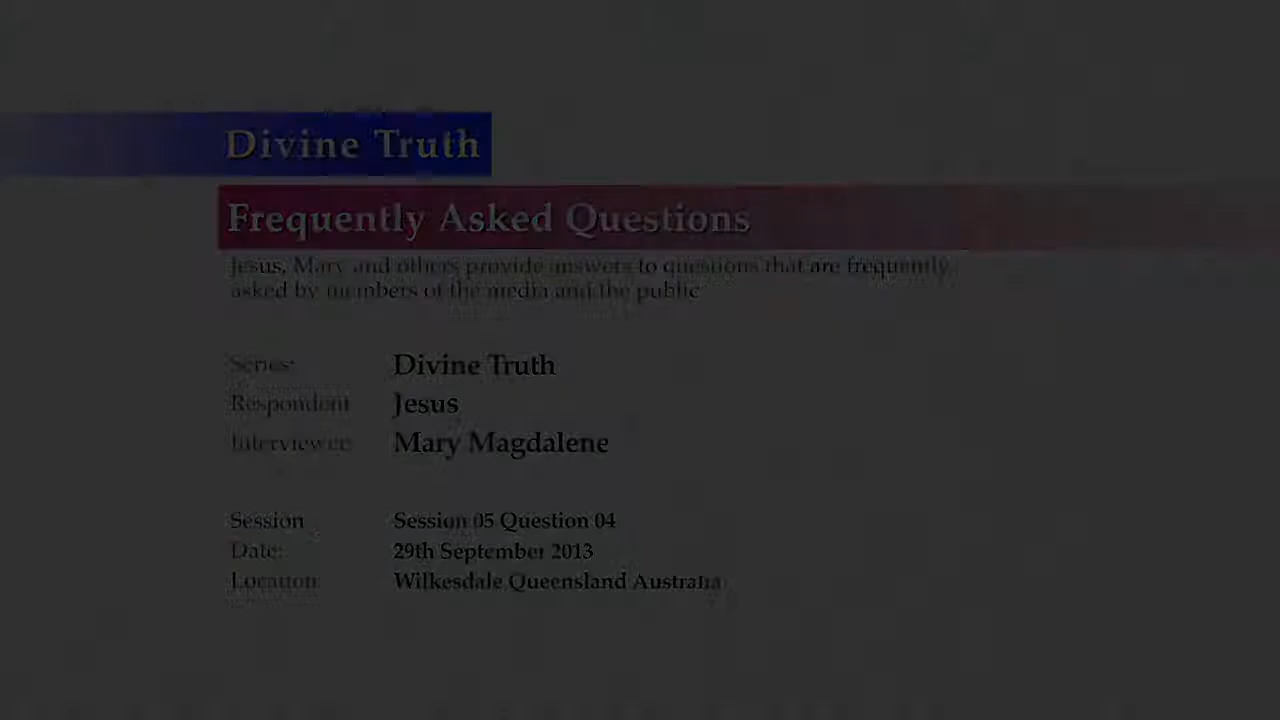 Divine Truth
Frequently Asked Questions
Jesus, Mary and others provide answers to questions that are frequently
asked by members of the media and the public
Series: Divine Truth
Respondent Jesus
Interviewer: Mary Magdalene
Session Session 05 Question 04
Date: 29th September 2013
Location: Wilkesdale Queensland Australia